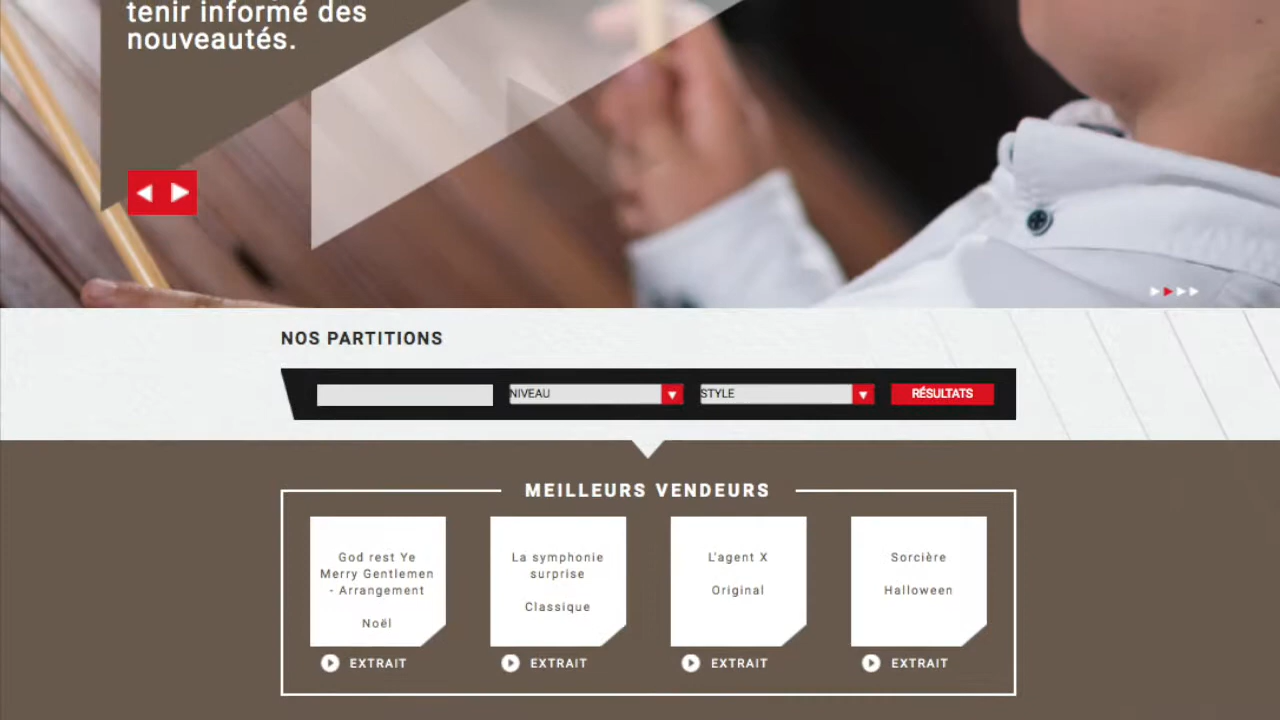 tenir informé des
nouveautés.
NOS PARTITIONS
NIVEAU
STYLE
RÉSULTATS
MEILLEURS VENDEURS
God rest Ye
Merry Gentlemen
- Arrangement
Noël
La symphonie
surprise
Classique
L'agent X
Original
Sorcière
Halloween
EXTRAIT
EXTRAIT
EXTRAIT
EXTRAIT